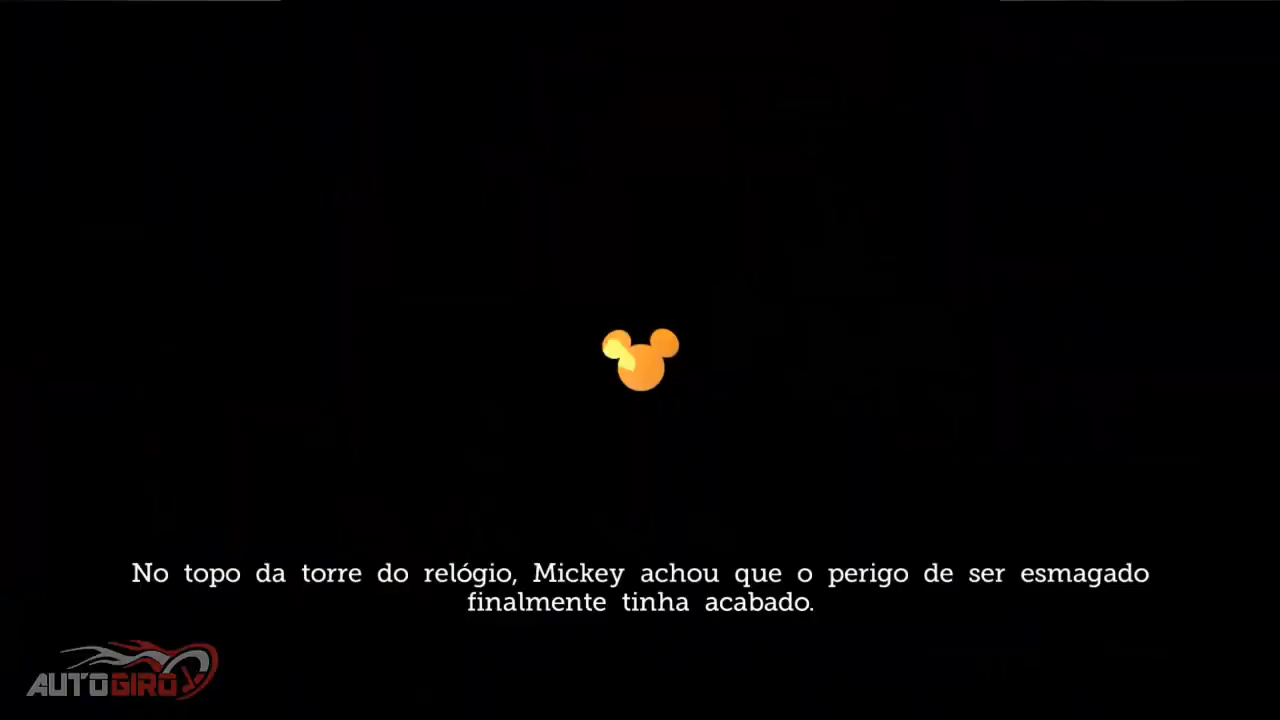 No topo da torre do relógio, Mickey achou que o perigo de ser esmagado
finalmente tinha acabado.
AUTOGIRO